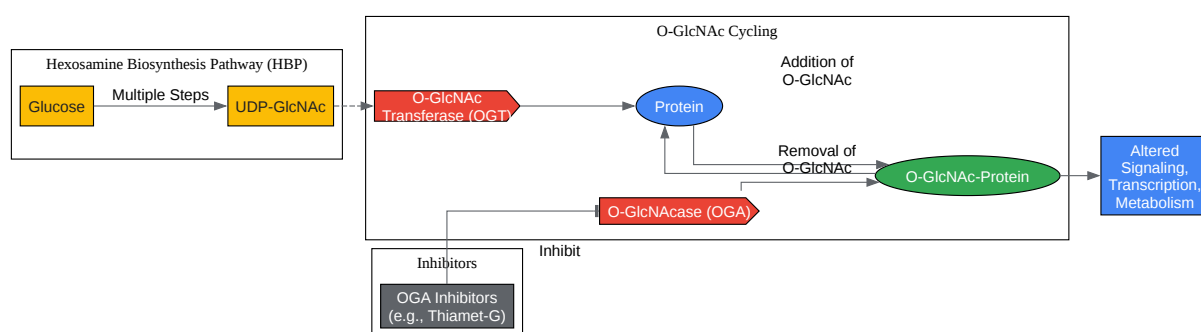 O-GlcNAc Cycling
Hexosamine Biosynthesis Pathway (HBP)
Addition of
O-GlcNAc
Glucose
Multiple Steps
UDP-GlcNAc
O-GlcNAc
Transferase (OGT)
Protein
Removal of
O-GlcNAc
O-GlcNAc-Protein
Altered
Signaling,
Transcription,
Metabolism
O-GlcNAcase (OGA)
Inhibit
Inhibitors
OGA Inhibitors
(e.g., Thiamet-G)